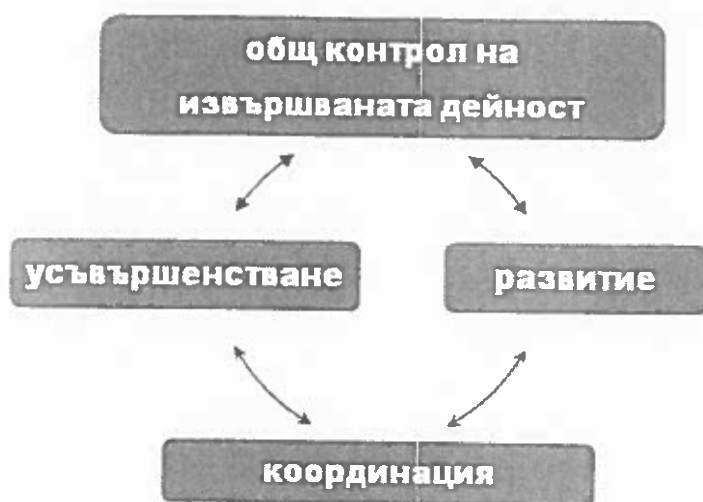 общ контрол на
извършваната дейност
усъвършенстване
развитие
координация